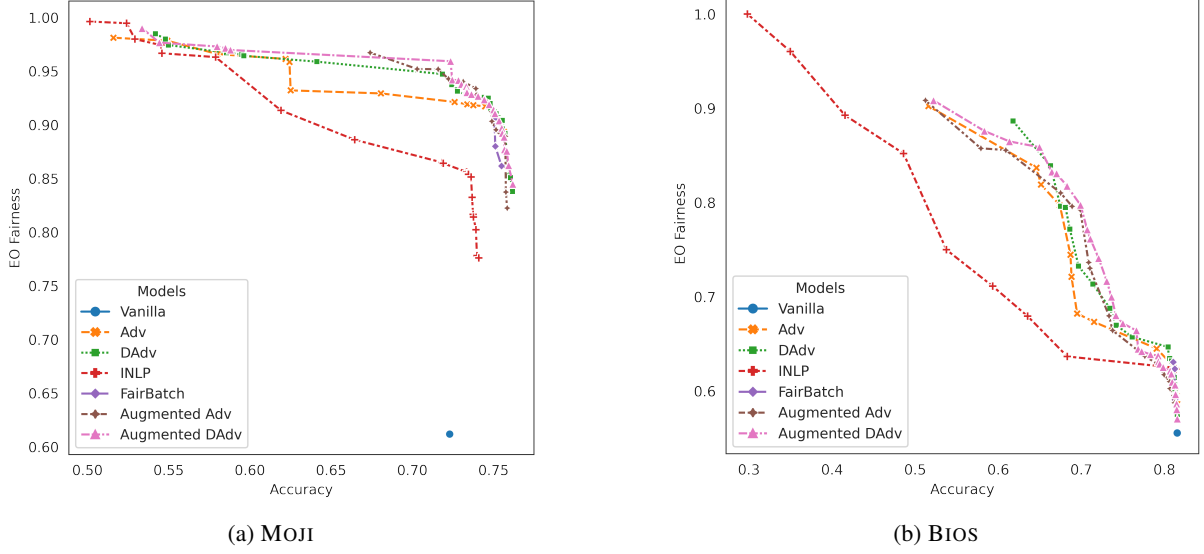 1.00
0.95
0.90
0.85
0.80
0.75
0.70
0.65
0.60
EO Fairness
Models
Vanilla
Adv
DAdv
INLP
FairBatch
Augmented Adv
Augmented DAdv
0.50 0.55 0.60 0.65 0.70 0.75
Accuracy
(a) MOJI
1.0
0.9
0.8
0.7
0.6
EO Fairness
Models
Vanilla
Adv
DAdv
INLP
FairBatch
Augmented Adv
Augmented DAdv
0.3 0.4 0.5 0.6 0.7 0.8
Accuracy
(b) BIOS